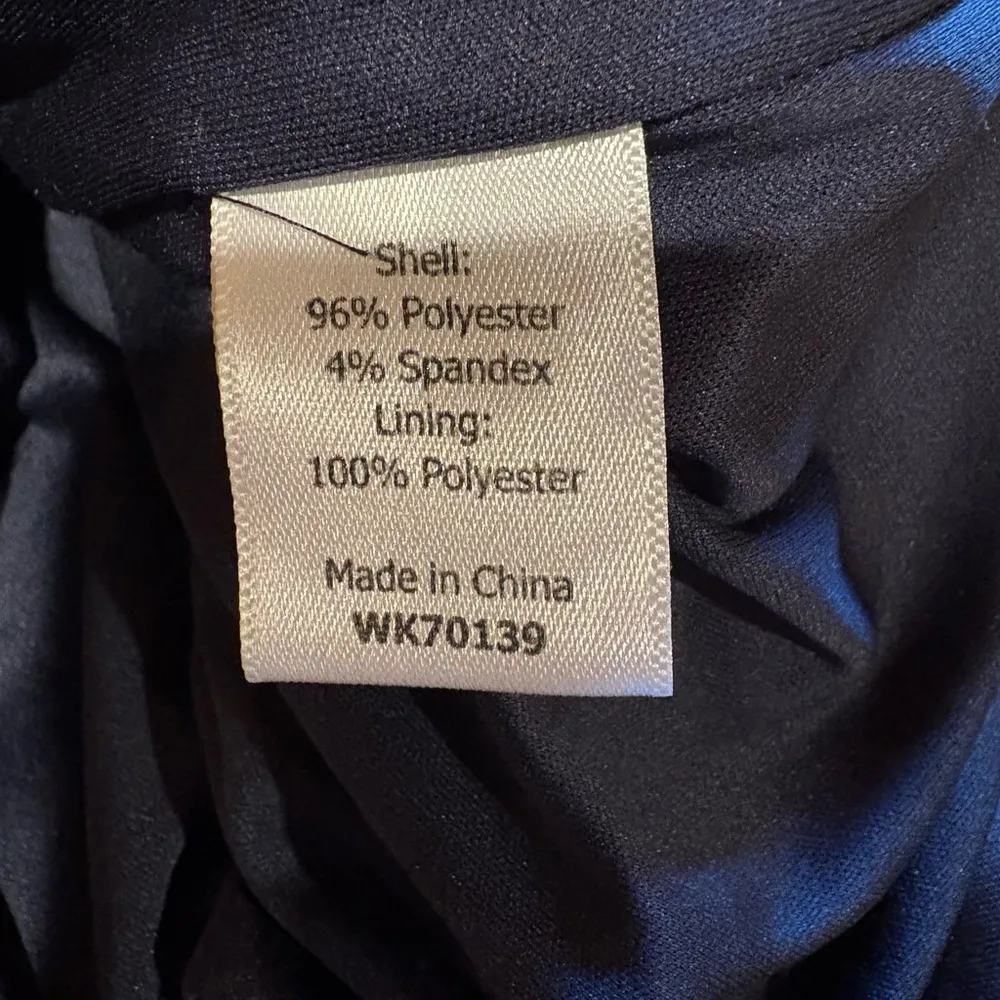 Shell:
96% Polyester
4% Spandex
Lining:
100% Polyester
Made in China
WK70139